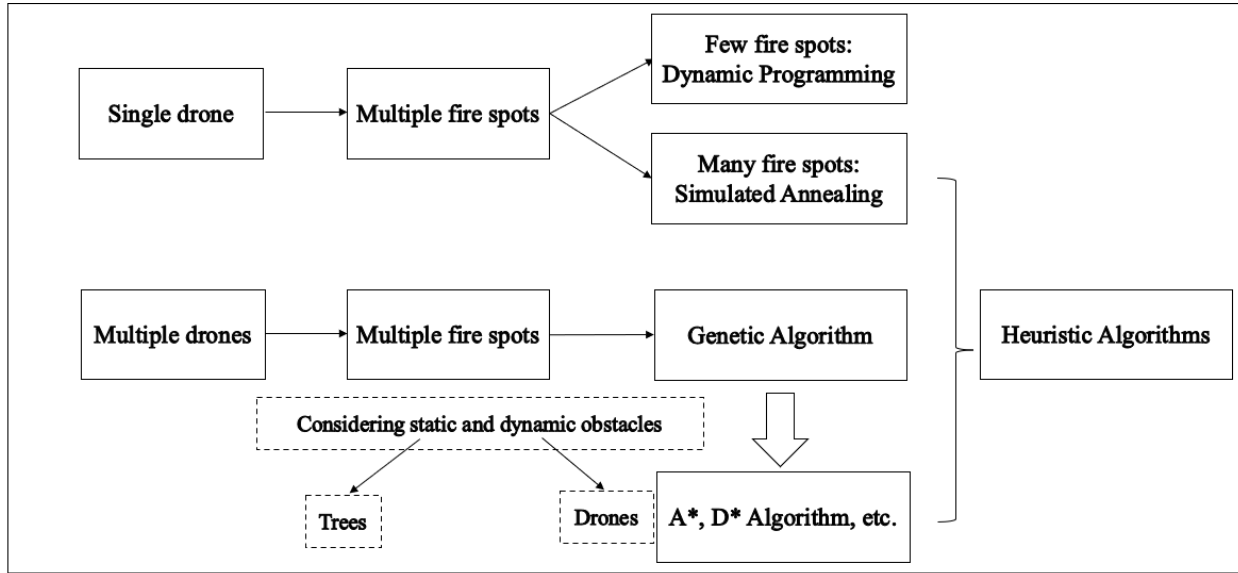 Few fire spots:
Dynamic Programming
Single drone
Multiple fire spots
Many fire spots:
Simulated Annealing
Multiple drones
Multiple fire spots
Genetic Algorithm
Heuristic Algorithms
Considering static and dynamic obstacles
Trees
Drones
A*, D* Algorithm, etc.